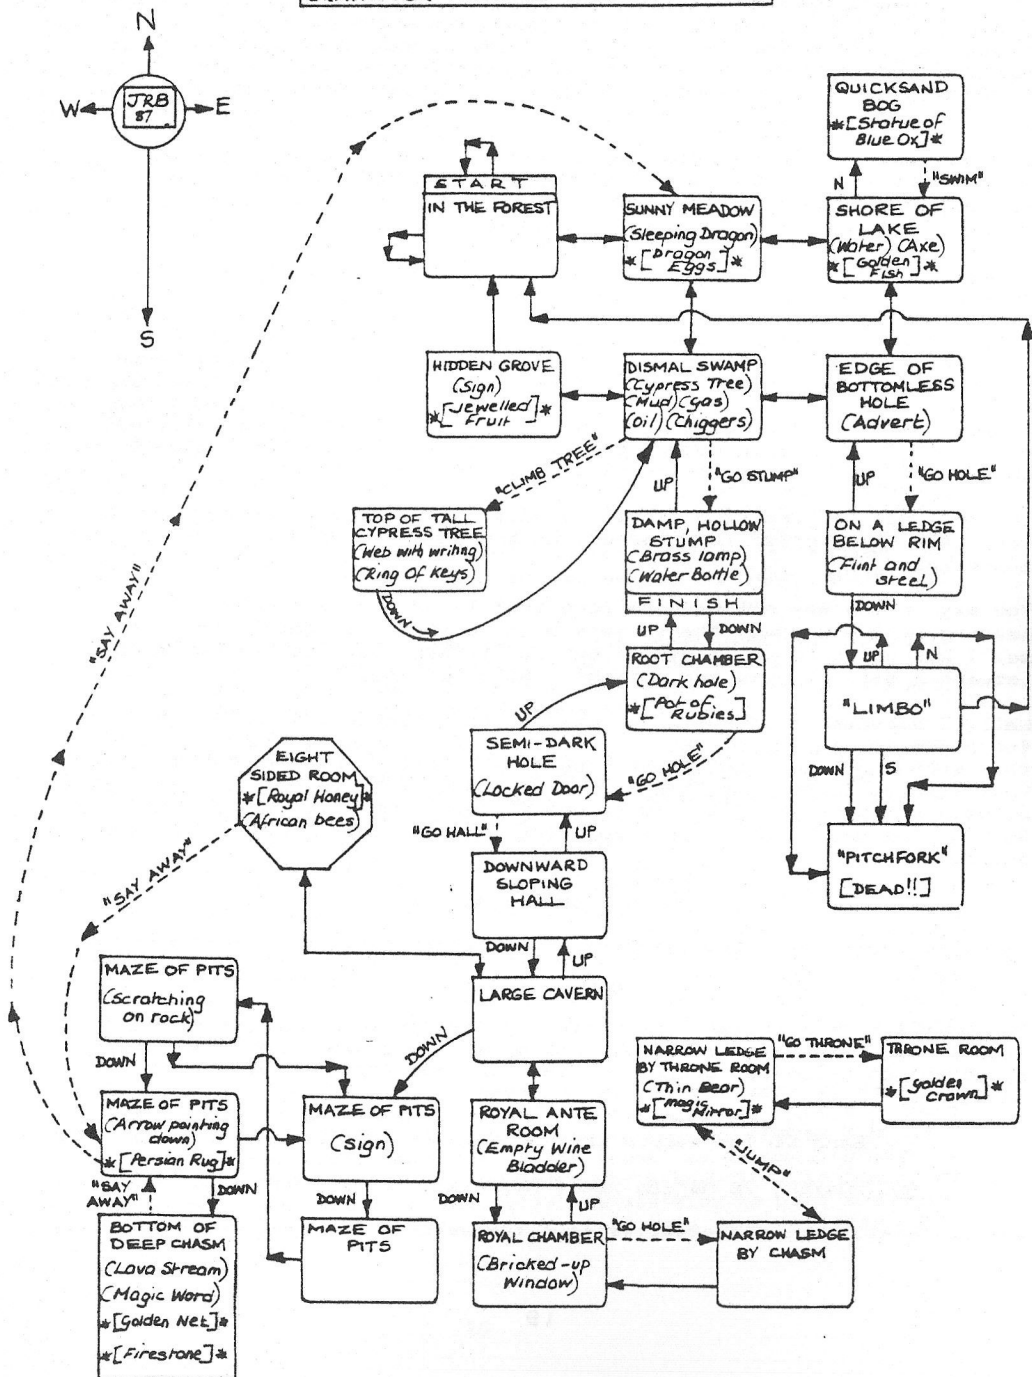 N
W
JRB
87
E
S
QUICKSAND
BOG
*[Statue of
Blue Ox]*
N
"SWIM"
START
IN THE FOREST
SUNNY MEADOW
(Sleeping Dragon)
*[Dragon
Eggs]*
SHORE OF
LAKE
(Water) (Axe)
*[Golden
Fish]*
HIDDEN GROVE
(Sign)
*[Jewelled
Fruit]*
DISMAL SWAMP
(Cypress Tree)
(Mud) (Gas)
(Oil) (Chiggers)
EDGE OF
BOTTOMLESS
HOLE
(Advert)
"CLIMB TREE"
UP
"GO STUMP"
UP
"GO HOLE"
TOP OF TALL
CYPRESS TREE
(Web with writing)
(Ring Of Keys)
DOWN
DAMP, HOLLOW
STUMP
(Brass lamp)
(Water Bottle)
FINISH
ON A LEDGE
BELOW RIM
(Flint and
steel)
DOWN
UP
DOWN
UP
N
ROOT CHAMBER
(Dark hole)
*[Pot of
Rubies]
"LIMBO"
"SAY AWAY"
UP
"GO HOLE"
DOWN
S
EIGHT
SIDED ROOM
*[Royal Honey]*
(African bees)
SEMI-DARK
HOLE
(Locked Door)
"GO HALL"
UP
"PITCHFORK"
[DEAD!!]
"SAY AWAY"
DOWNWARD
SLOPING
HALL
DOWN
UP
MAZE OF PITS
(Scratching
on rock)
LARGE CAVERN
DOWN
DOWN
NARROW LEDGE
BY THRONE ROOM
(Thin Bear)
*[Magic
Mirror]*
"GO THRONE"
THRONE ROOM
*[Golden
Crown]*
MAZE OF PITS
(Arrow pointing
down)
*[Persian Rug]*
MAZE OF PITS
(Sign)
ROYAL ANTE
ROOM
(Empty Wine
Bladder)
"JUMP"
"SAY
AWAY"
DOWN
DOWN
DOWN
UP
BOTTOM OF
DEEP CHASM
(Lava Stream)
(Magic Word)
*[Golden Net]*
*[Firestone]*
MAZE OF
PITS
ROYAL CHAMBER
(Bricked-up
Window)
"GO HOLE"
NARROW LEDGE
BY CHASM